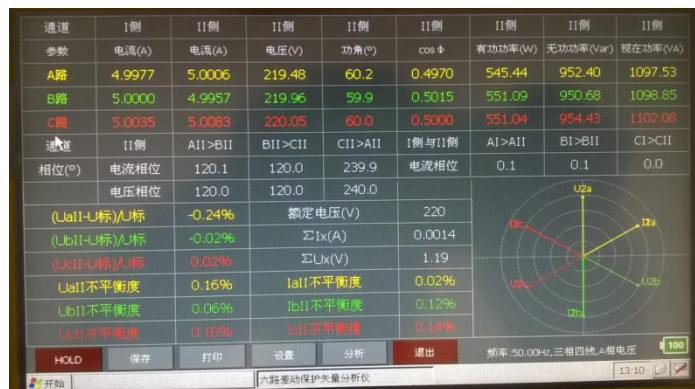 通道 I侧 II侧 II侧 II侧 II侧 II侧 II侧 II侧
参数 电流(A) 电流(A) 电压(V) 功角(°) cos Φ 有功功率(W) 无功功率(Var) 视在功率(VA)
A路 4.9977 5.0006 219.48 60.2 0.4970 545.44 952.40 1097.53
B路 5.0000 4.9957 219.96 59.9 0.5015 551.09 950.68 1098.85
C路 5.0035 5.0083 220.05 60.0 0.5000 551.04 954.43 1102.08
通道 II侧 AII>BII BII>CII CII>AII I侧与II侧 AI>AII BI>BII CI>CII
相位(°) 电流相位 120.1 120.0 239.9 电流相位 0.1 0.1 0.0
电压相位 120.0 120.0 240.0
(UaII-U标)/U标 -0.24% 额定电压(V) 220
(UbII-U标)/U标 -0.02% ΣIx(A) 0.0014
(UcII-U标)/U标 0.02% ΣUx(V) 1.19
UaII不平衡度 0.16% IaII不平衡度 0.02%
UbII不平衡度 0.06% IbII不平衡度 0.12%
UcII不平衡度 0.10% IcII不平衡度 0.14%
U2a
I2a
I2c
U2c
U2b
I2b
HOLD 保存 打印 设置 分析 退出 频率:50.00Hz,三相四线,A相电压 100
开始 六路差动保护矢量分析仪 13:10